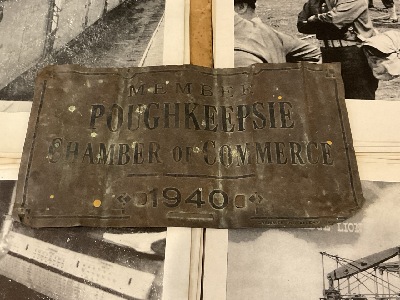 MEMBER
POUGHKEEPSIE
CHAMBER OF COMMERCE
1940